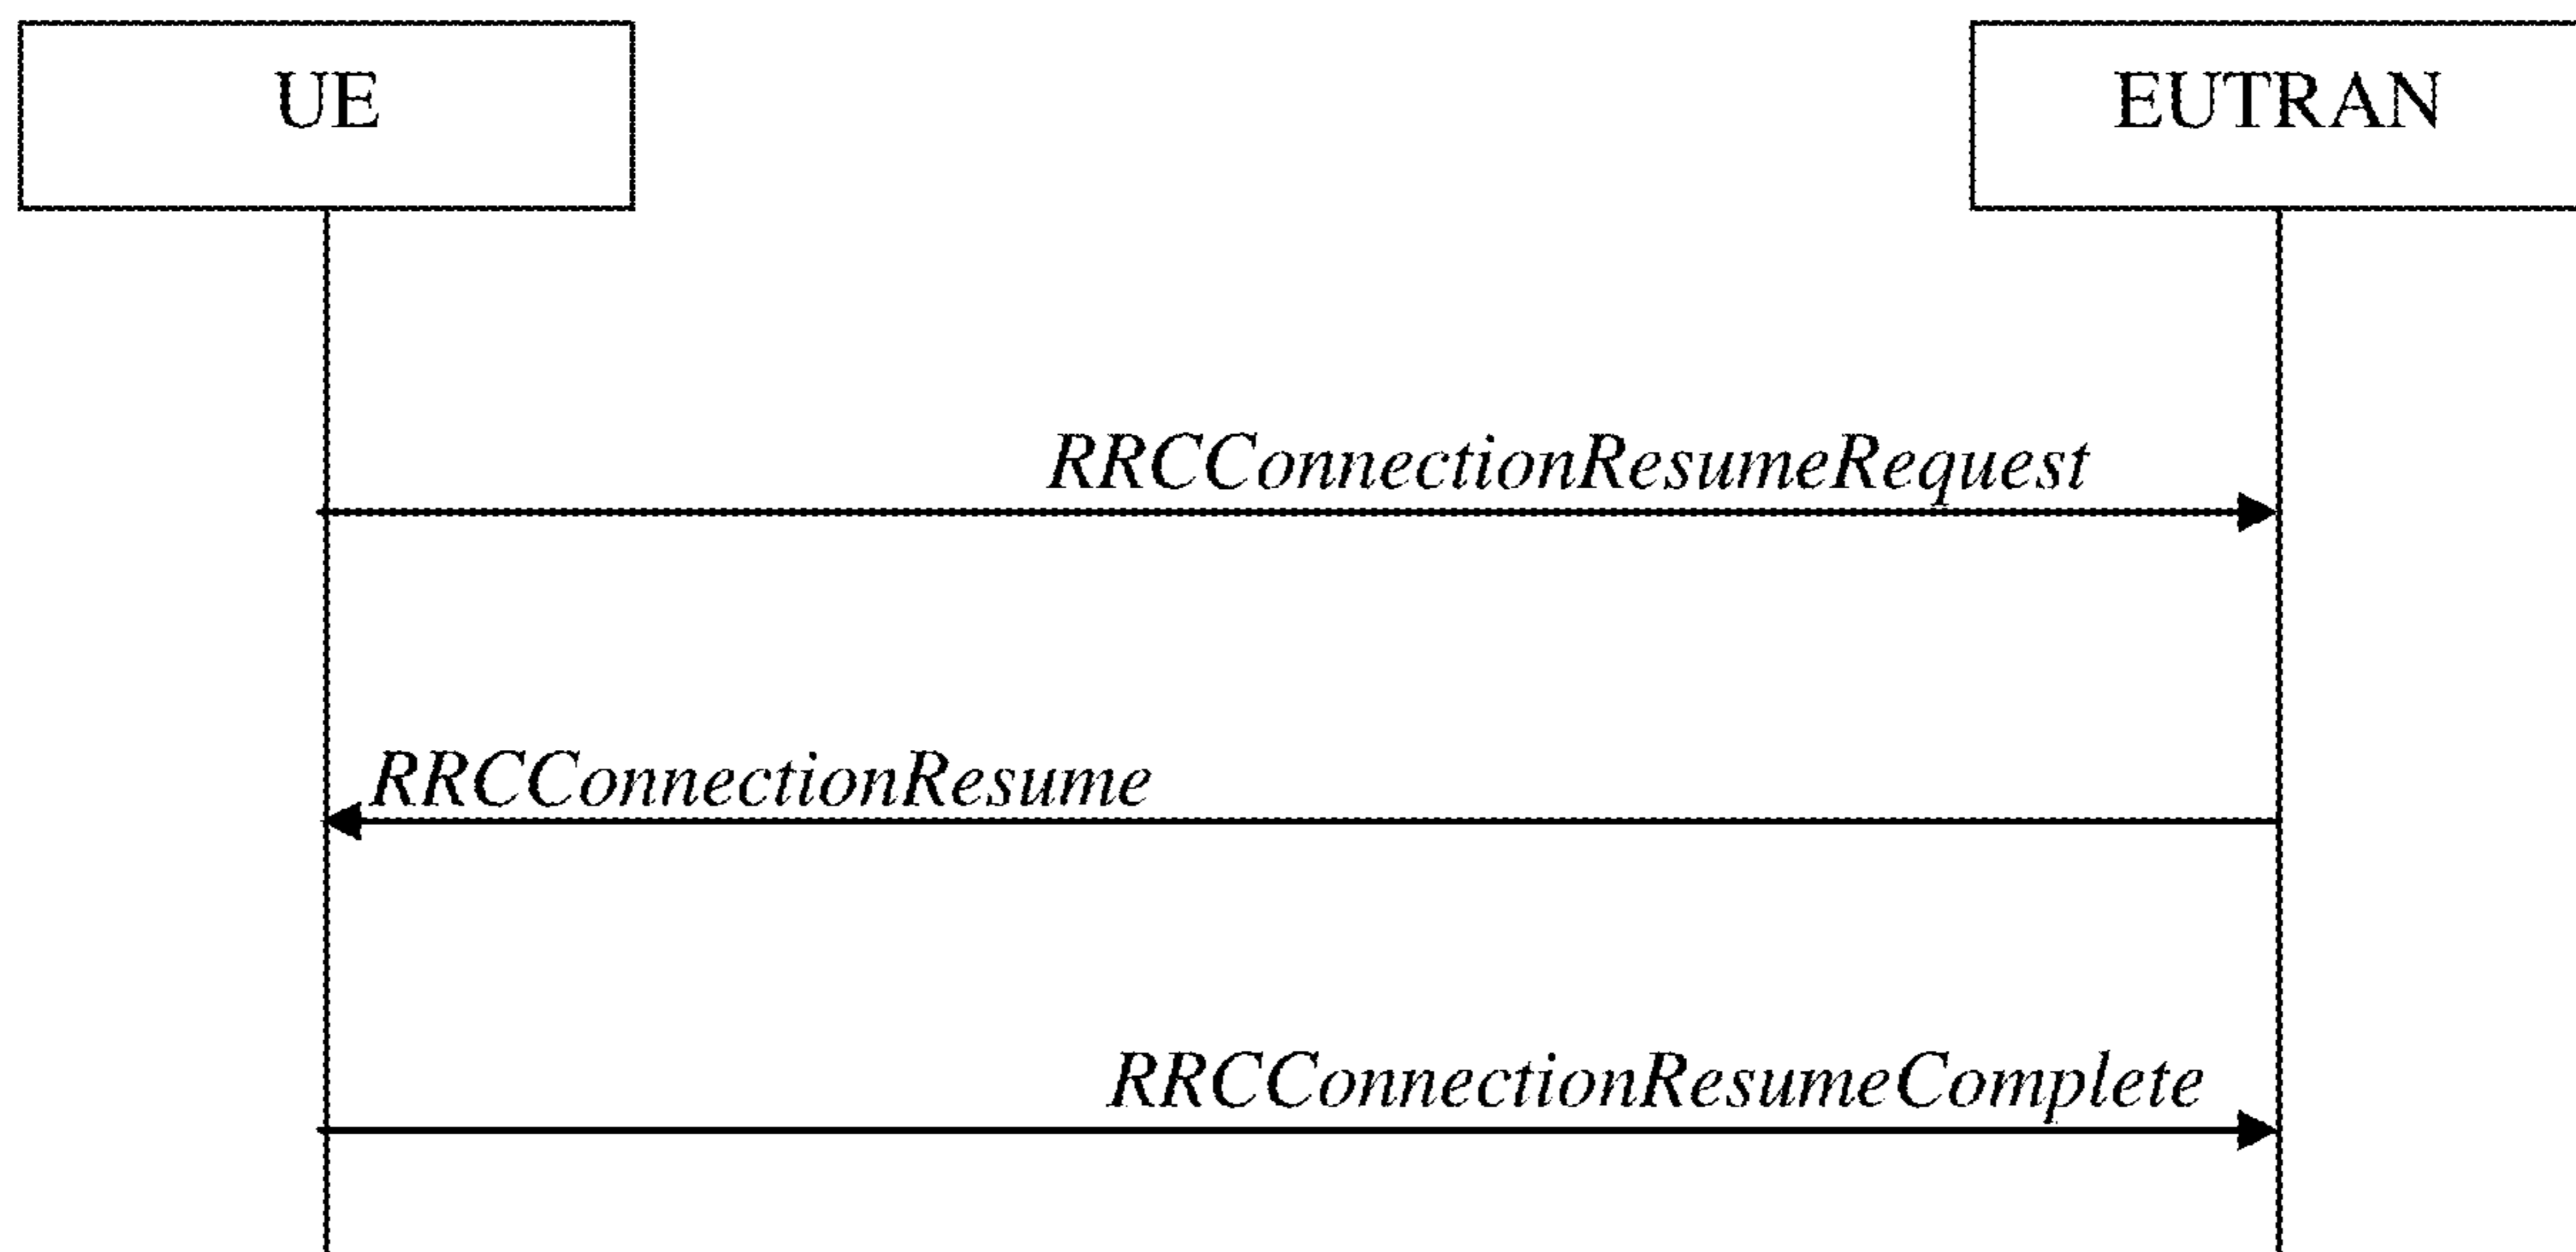 UE
EUTRAN
RRCConnectionResumeRequest
RRCConnectionResume
RRCConnectionResumeComplete